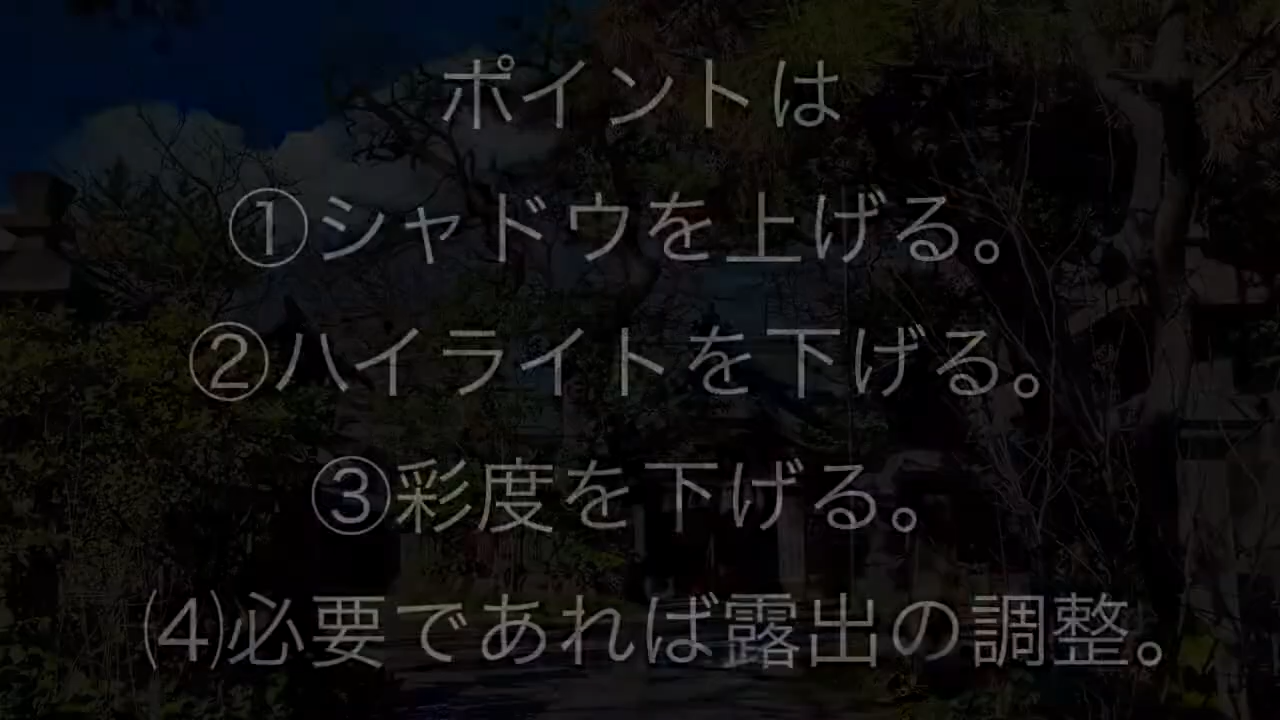 ポイントは
①シャドウを上げる。
②ハイライトを下げる。
③彩度を下げる。
⑷必要であれば露出の調整。